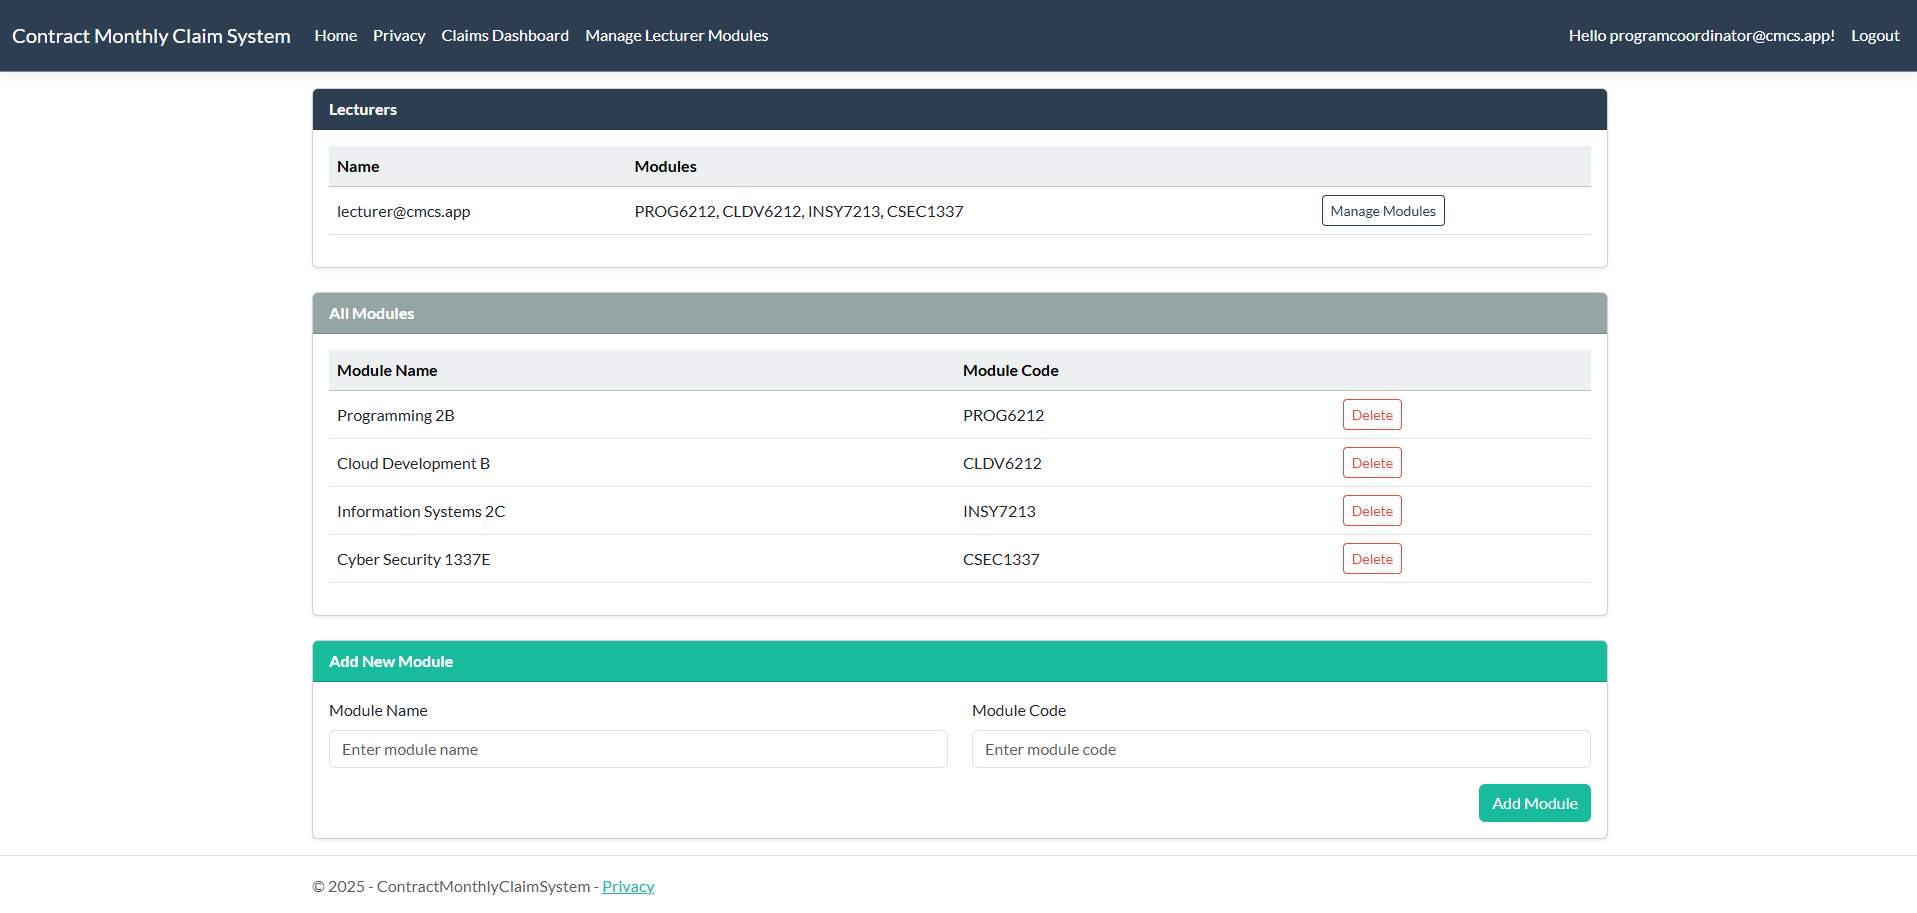 Contract Monthly Claim System Home Privacy Claims Dashboard Manage Lecturer Modules Hello programcoordinator@cmcs.app! Logout
Lecturers
Name Modules
lecturer@cmcs.app PROG6212, CLDV6212, INSY7213, CSEC1337 Manage Modules
All Modules
Module Name Module Code
Programming 2B PROG6212 Delete
Cloud Development B CLDV6212 Delete
Information Systems 2C INSY7213 Delete
Cyber Security 1337E CSEC1337 Delete
Add New Module
Module Name Module Code
Enter module name Enter module code
Add Module
© 2025 - ContractMonthlyClaimSystem - Privacy